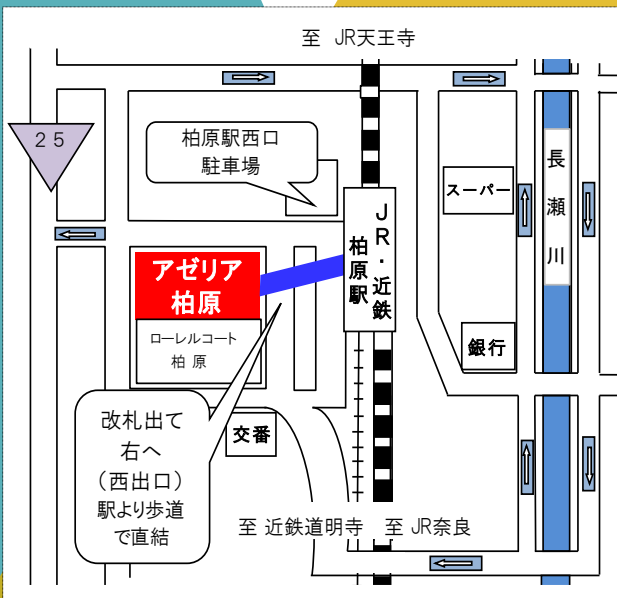 至 JR天王寺
25
柏原駅西口
駐車場
スーパー
長瀬川
JR・近鉄
柏原駅
アゼリア
柏原
ローレルコート
柏 原
銀行
改札出て
右へ
（西出口）
駅より歩道
で直結
交番
至 近鉄道明寺
至 JR奈良